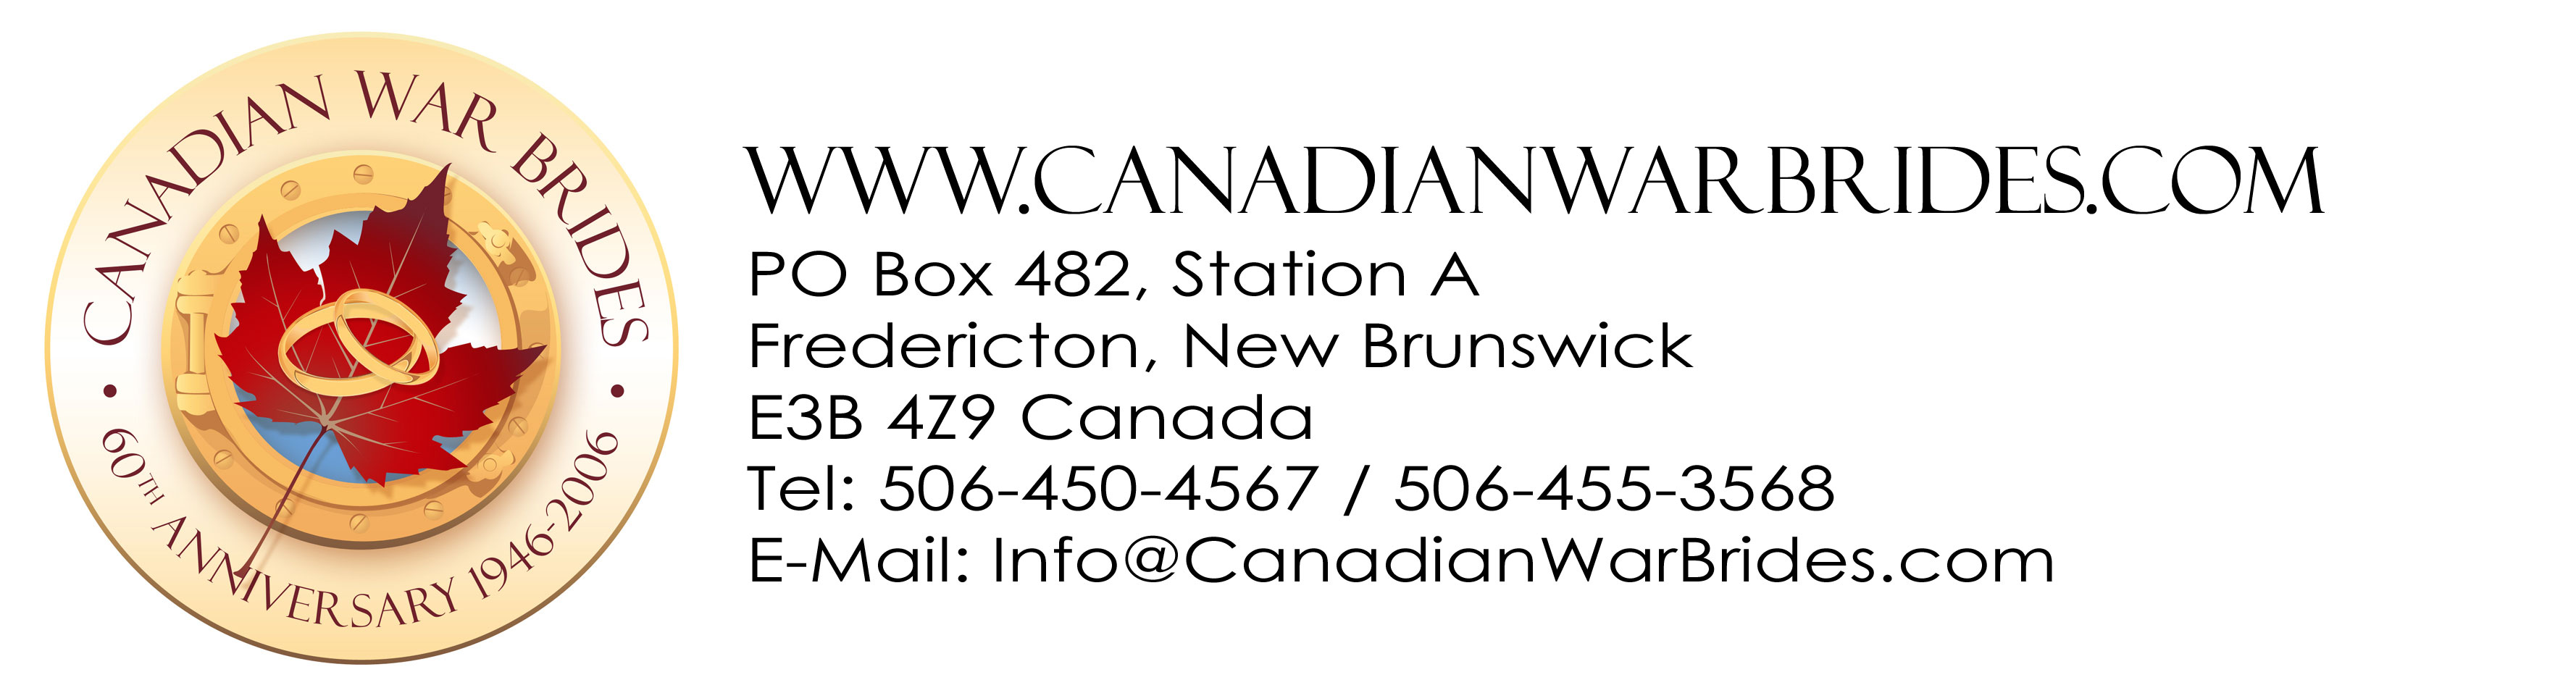 CANADIAN WAR BRIDES
• 60TH ANNIVERSARY 1946-2006 •
WWW.CANADIANWARBRIDES.COM
PO Box 482, Station A
Fredericton, New Brunswick
E3B 4Z9 Canada
Tel: 506-450-4567 / 506-455-3568
E-Mail: Info@CanadianWarBrides.com